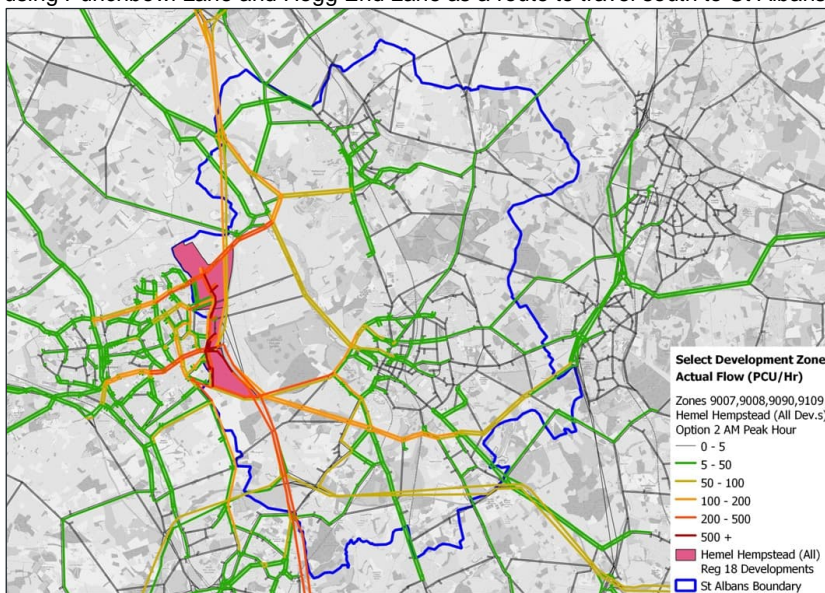 using Punchbowl Lane and Hogg End Lane as a route to travel south to St Albans
Select Development Zone
Actual Flow (PCU/Hr)
Zones 9007,9008,9090,9109
Hemel Hempstead (All Dev.s)
Option 2 AM Peak Hour
0 - 5
5 - 50
50 - 100
100 - 200
200 - 500
500 +
Hemel Hempstead (All)
Reg 18 Developments
St Albans Boundary